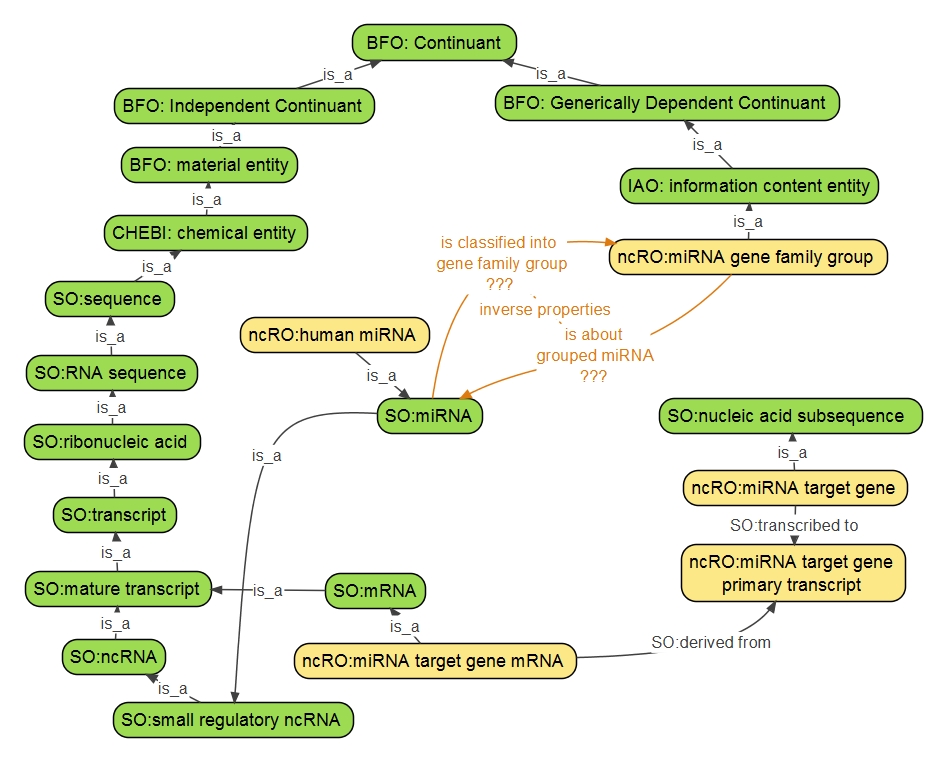 BFO: Continuant
is_a
is_a
BFO: Independent Continuant
BFO: Generically Dependent Continuant
is_a
is_a
BFO: material entity
IAO: information content entity
is_a
is_a
CHEBI: chemical entity
is classified into
gene family group
???
ncRO:miRNA gene family group
is_a
SO:sequence
inverse properties
is_a
ncRO:human miRNA
is about
grouped miRNA
???
SO:RNA sequence
is_a
is_a
SO:miRNA
SO:nucleic acid subsequence
SO:ribonucleic acid
is_a
is_a
is_a
ncRO:miRNA target gene
SO:transcript
SO:transcribed to
is_a
ncRO:miRNA target gene
primary transcript
SO:mature transcript
is_a
SO:mRNA
is_a
is_a
SO:derived from
SO:ncRNA
ncRO:miRNA target gene mRNA
is_a
SO:small regulatory ncRNA